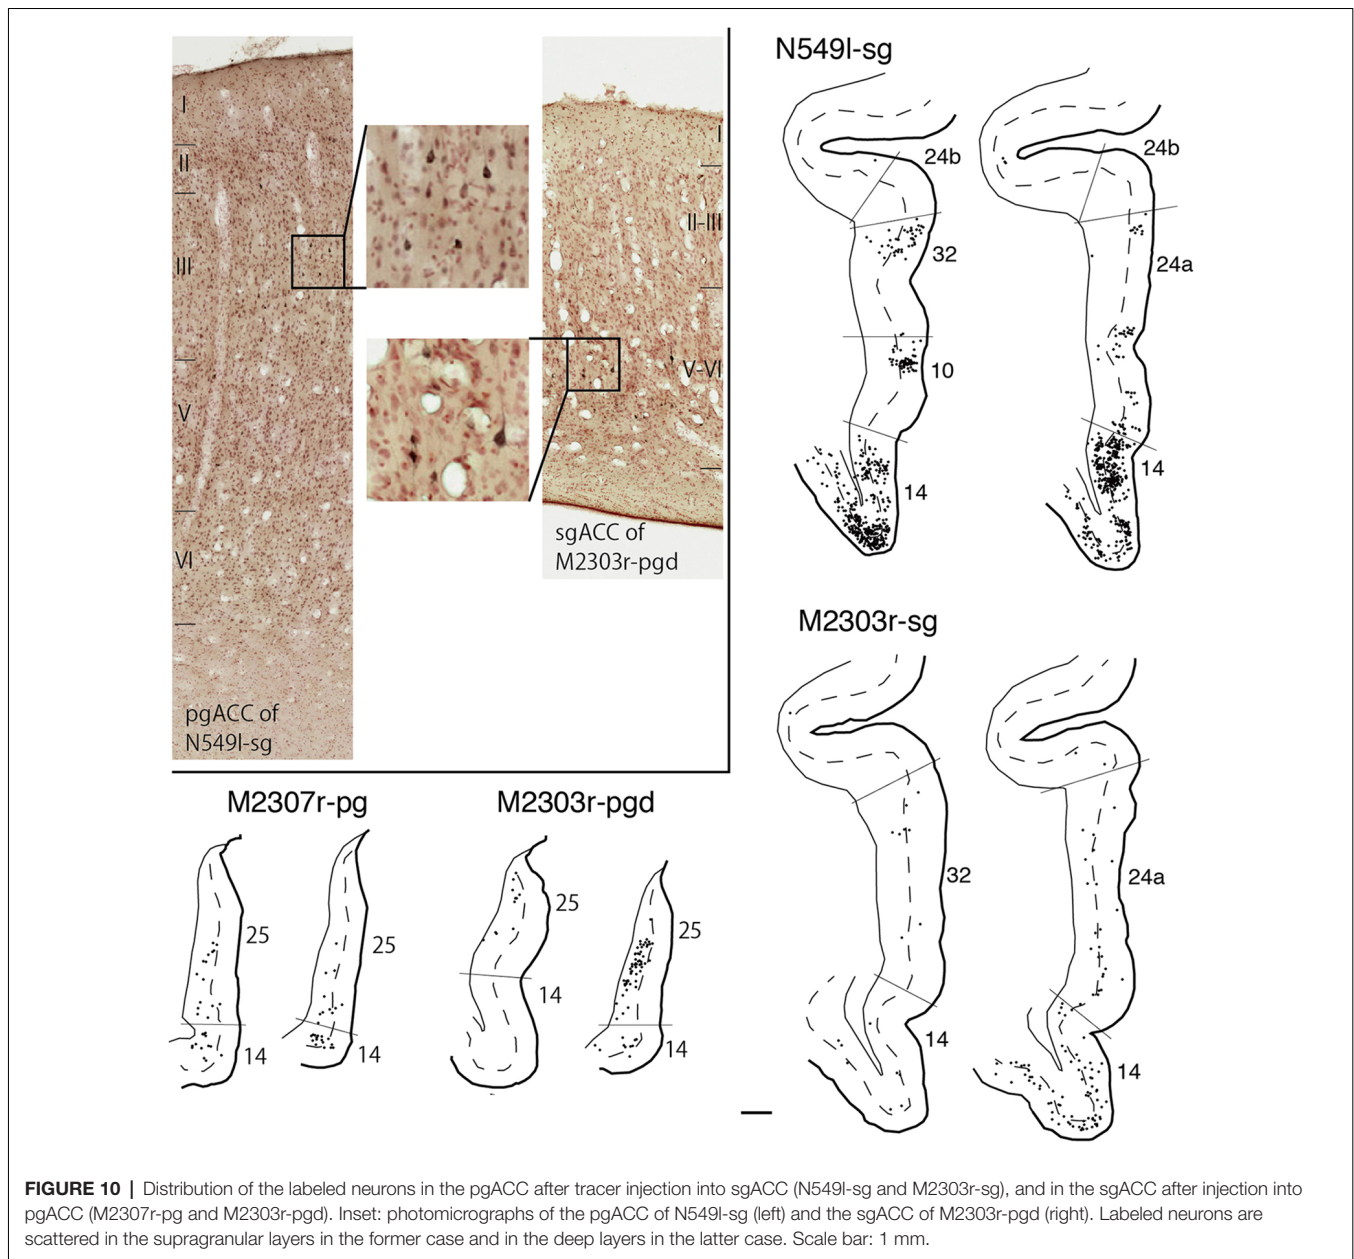 I
II
III
V
VI
pgACC of
N549l-sg
I
II-III
V-VI
sgACC of
M2303r-pgd
N549l-sg
24b
32
10
14
24b
24a
14
M2303r-sg
32
14
24a
14
M2307r-pg
25
14
25
14
M2303r-pgd
25
14
25
14
FIGURE 10 | Distribution of the labeled neurons in the pgACC after tracer injection into sgACC (N549l-sg and M2303r-sg), and in the sgACC after injection into
pgACC (M2307r-pg and M2303r-pgd). Inset: photomicrographs of the pgACC of N549l-sg (left) and the sgACC of M2303r-pgd (right). Labeled neurons are
scattered in the supragranular layers in the former case and in the deep layers in the latter case. Scale bar: 1 mm.